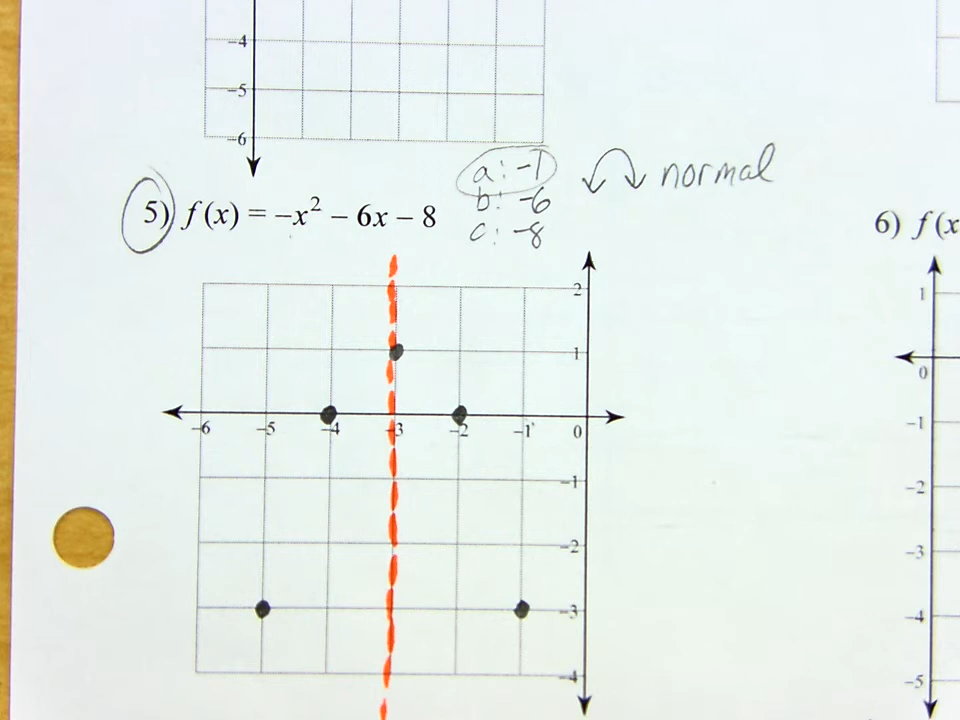 -4
-5
-6
a: -1 normal
b: -6
c: -8
5) f(x) = -x² - 6x - 8
6) f(x
2
1
-6 -5 -4 -3 -2 -1 0
-1
-2
-3
-4
1
0
-1
-2
-3
-4
-5